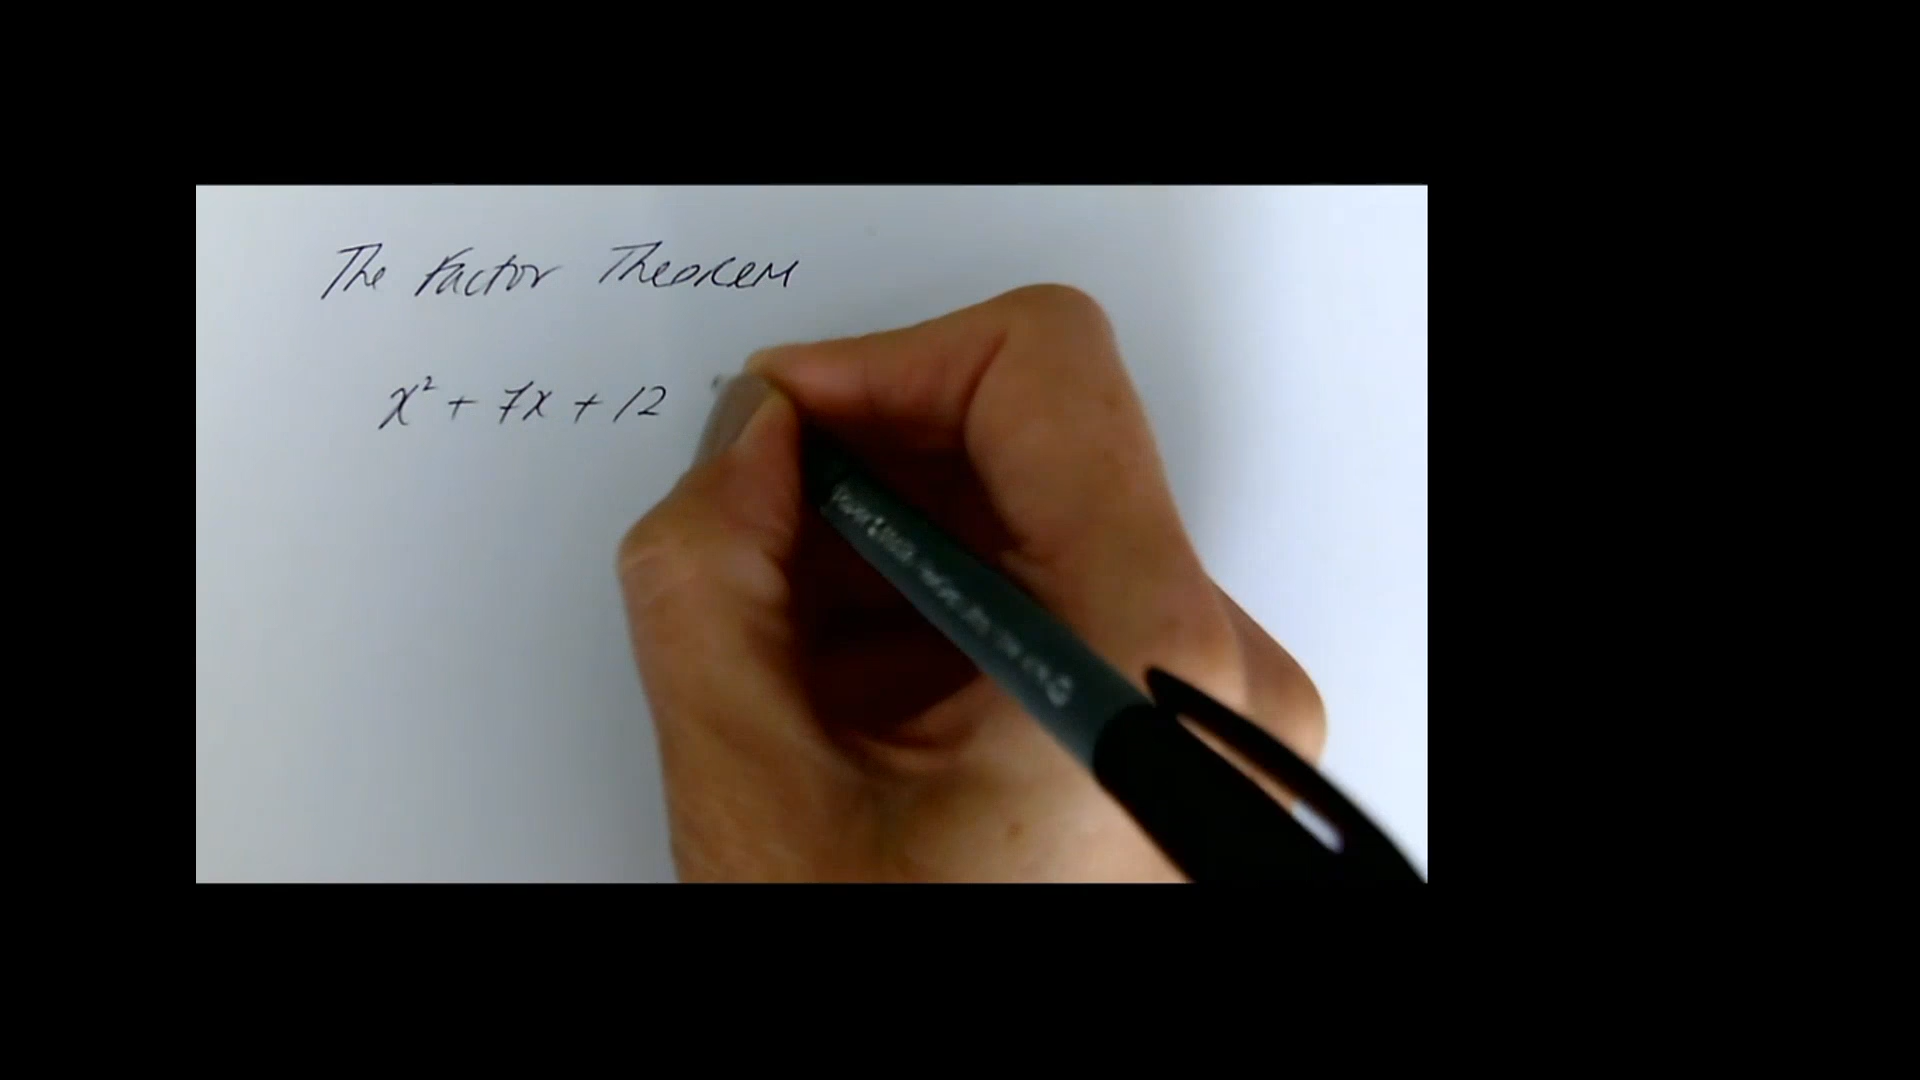 The Factor Theorem
x² + 7x + 12